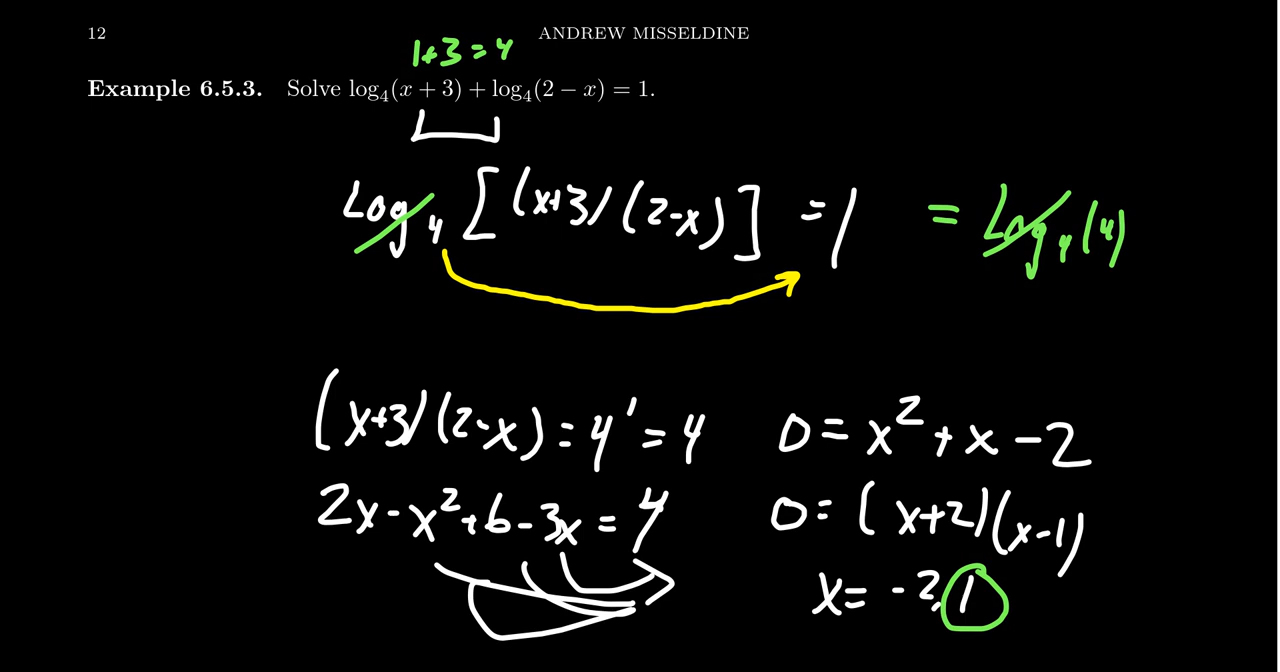 12 ANDREW MISSELDINE
1+3=4
Example 6.5.3. Solve log₄(x + 3) + log₄(2 − x) = 1.
Log₄ [(x+3)(2-x)] = 1 = Log₄(4)
(x+3)(2-x) = 4¹ = 4
2x - x² + 6 - 3x = 4
0 = x² + x - 2
0 = (x+2)(x-1)
x = -2, 1